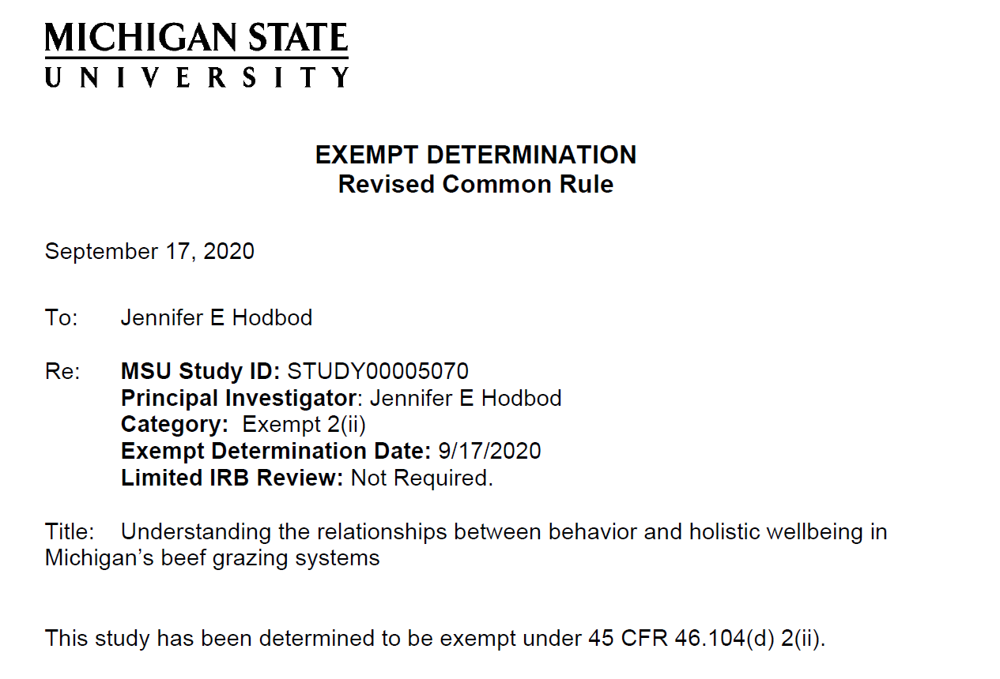 MICHIGAN STATE
UNIVERSITY
EXEMPT DETERMINATION
Revised Common Rule
September 17, 2020
To: Jennifer E Hodbod
Re: MSU Study ID: STUDY00005070
Principal Investigator: Jennifer E Hodbod
Category: Exempt 2(ii)
Exempt Determination Date: 9/17/2020
Limited IRB Review: Not Required.
Title: Understanding the relationships between behavior and holistic wellbeing in
Michigan’s beef grazing systems
This study has been determined to be exempt under 45 CFR 46.104(d) 2(ii).